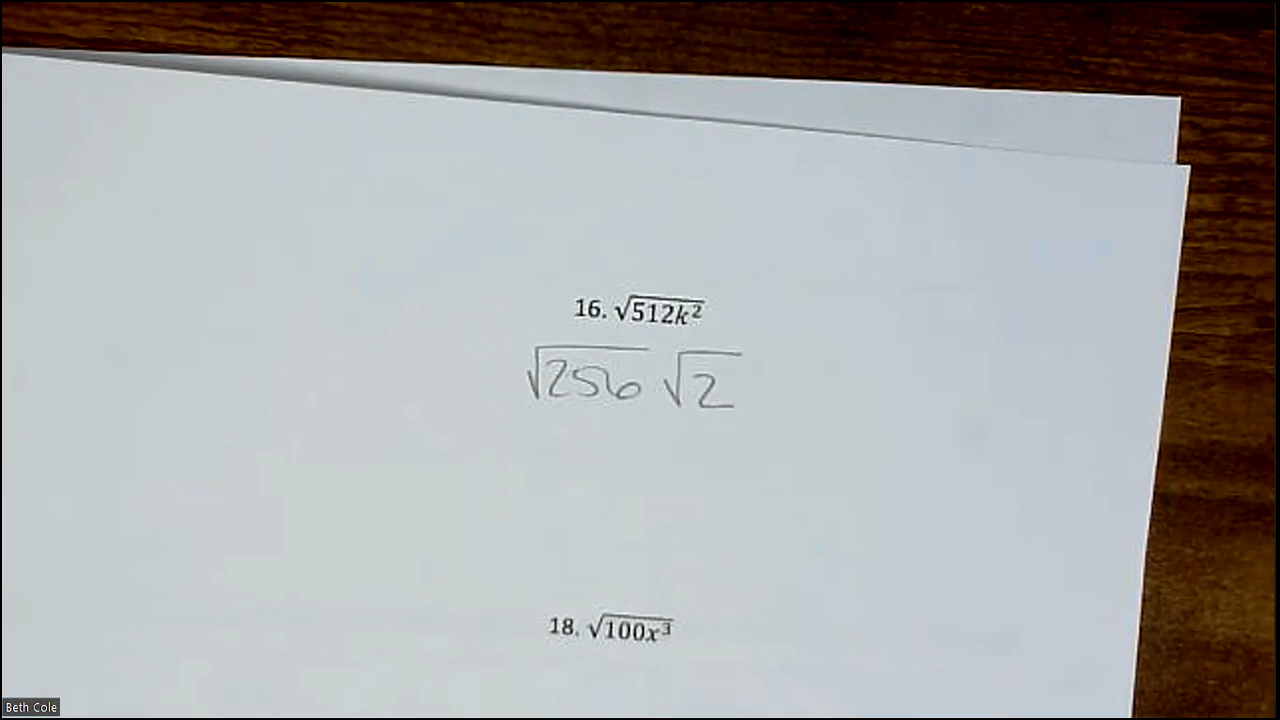 16. √512k²
√256 √2
18. √100x³
Beth Cole